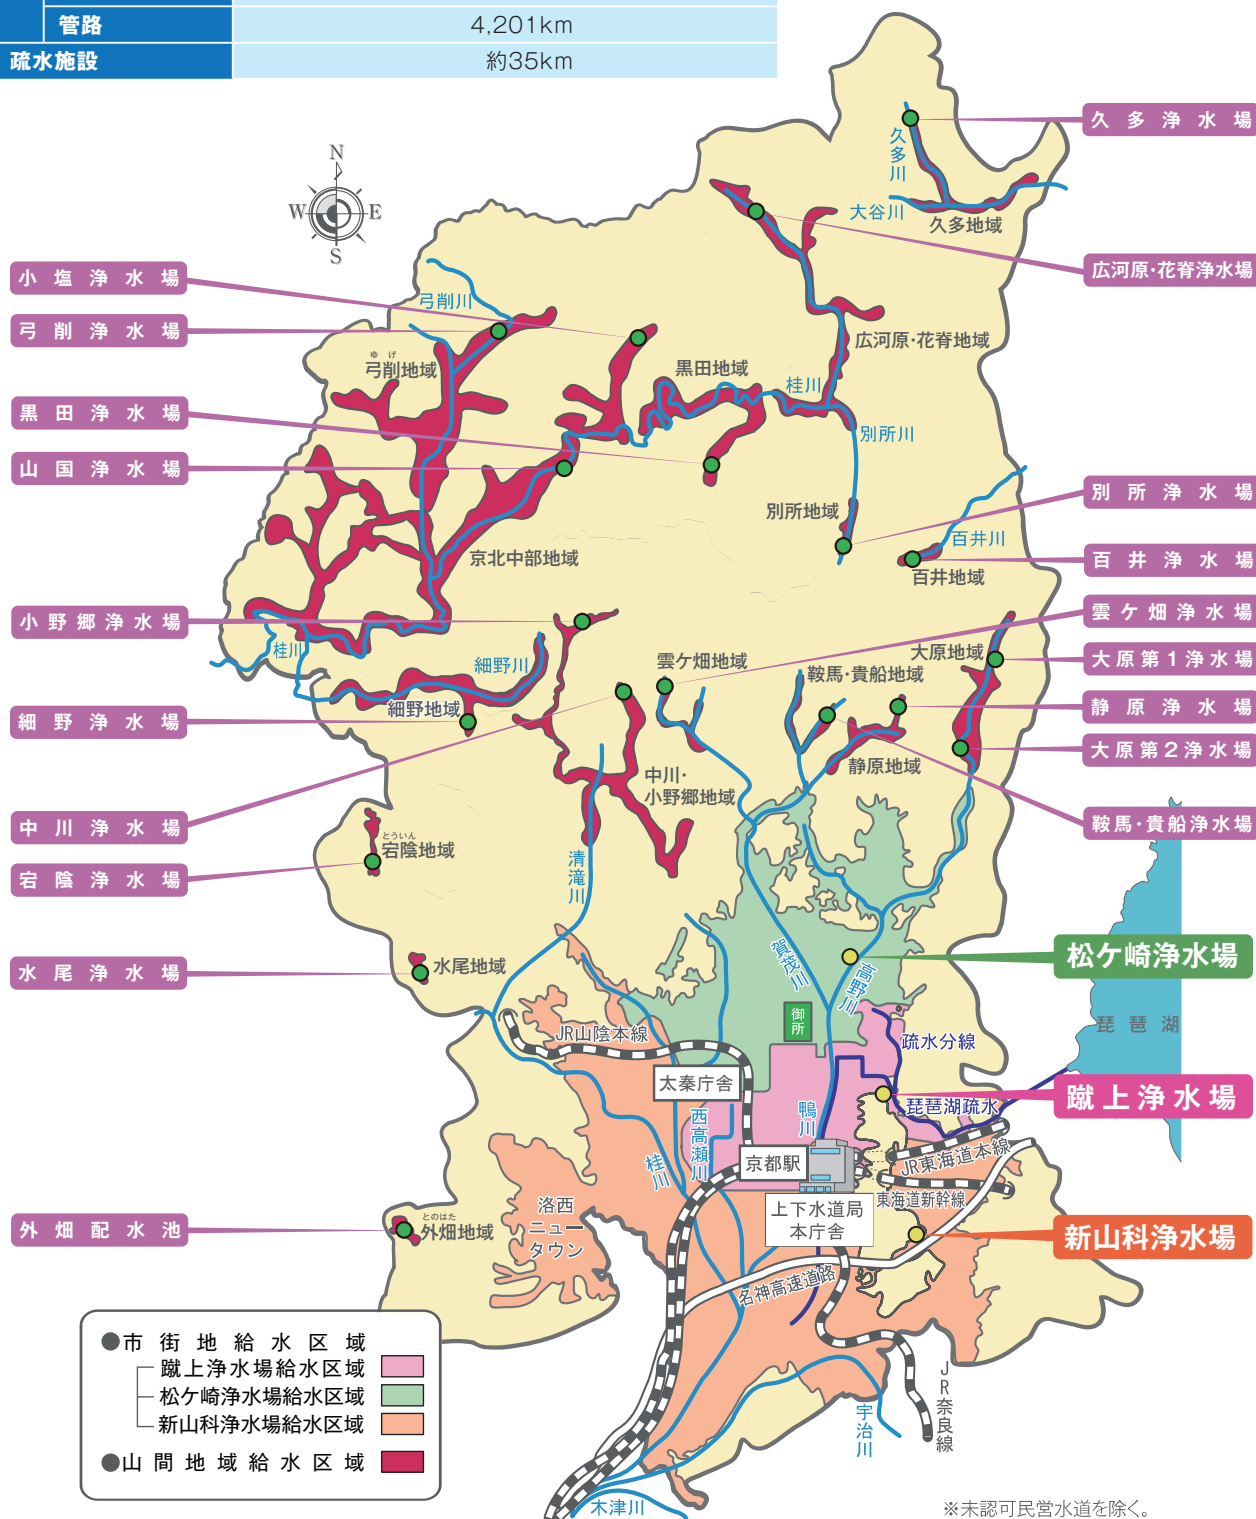 管路 4,201km
疏水施設 約35km
N
W E
S
久多浄水場
久多川
大谷川
久多地域
広河原・花脊浄水場
小塩浄水場
弓削川
弓削浄水場
ゆげ
弓削地域
広河原・花脊地域
黒田地域
桂川
黒田浄水場
別所川
山国浄水場
別所浄水場
別所地域
百井川
京北中部地域
百井浄水場
百井地域
雲ケ畑浄水場
小野郷浄水場
桂川
細野川
雲ケ畑地域
鞍馬・貴船地域
大原地域
大原第1浄水場
細野地域
静原浄水場
細野浄水場
大原第2浄水場
静原地域
中川・
小野郷地域
中川浄水場
鞍馬・貴船浄水場
とういん
宕陰地域
宕陰浄水場
清滝川
水尾浄水場
水尾地域
賀茂川
高野川
松ケ崎浄水場
琵琶湖
御所
JR山陰本線
疏水分線
太秦庁舎
蹴上浄水場
琵琶湖疏水
鴨川
西高瀬川
桂川
京都駅
JR東海道本線
東海道新幹線
上下水道局
本庁舎
洛西
ニュー
タウン
外畑配水池
とのはた
外畑地域
新山科浄水場
名神高速道路
●市街地給水区域
蹴上浄水場給水区域
松ケ崎浄水場給水区域
新山科浄水場給水区域
●山間地域給水区域
JR奈良線
宇治川
木津川
※未認可民営水道を除く。